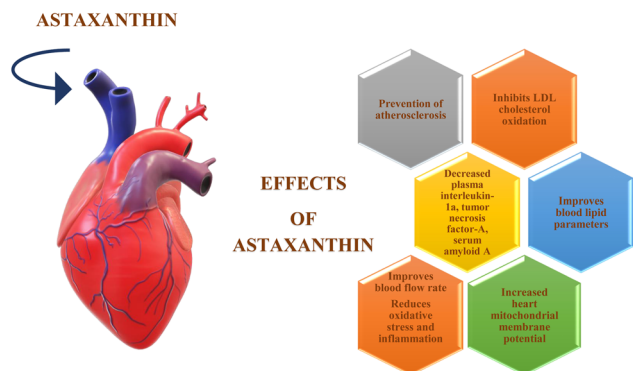 ASTAXANTHIN
EFFECTS
OF
ASTAXANTHIN
Prevention of
atherosclerosis
Inhibits LDL
cholesterol
oxidation
Decreased
plasma
interleukin-
1a, tumor
necrosis
factor-A,
serum
amyloid A
Improves
blood lipid
parameters
Improves
blood flow rate
Reduces
oxidative
stress and
inflammation
Increased
heart
mitochondrial
membrane
potential